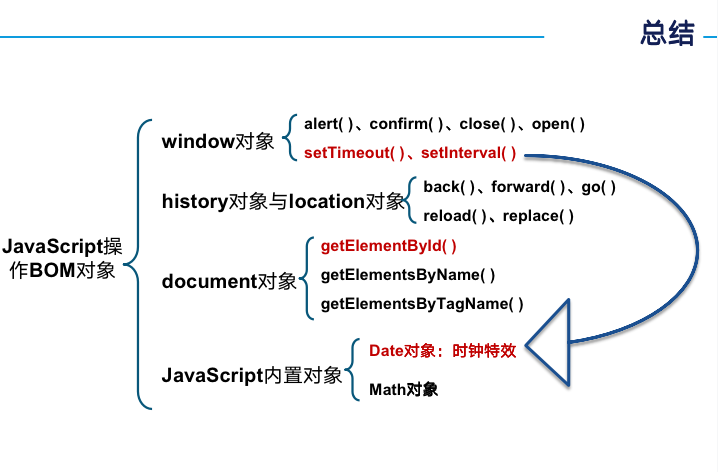 总结
JavaScript操
作BOM对象
window对象
alert( )、confirm( )、close( )、open( )
setTimeout( )、setInterval( )
history对象与location对象
back( )、forward( )、go( )
reload( )、replace( )
document对象
getElementById( )
getElementsByName( )
getElementsByTagName( )
JavaScript内置对象
Date对象：时钟特效
Math对象